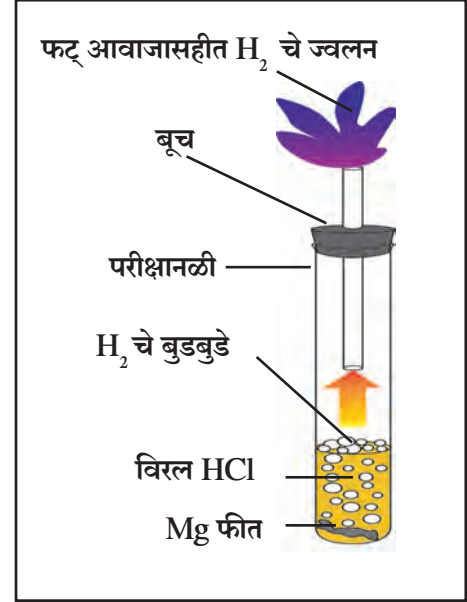 फट् आवाजासहीत H₂ चे ज्वलन
बूच
परीक्षानळी
H₂ चे बुडबुडे
विरल HCl
Mg फीत